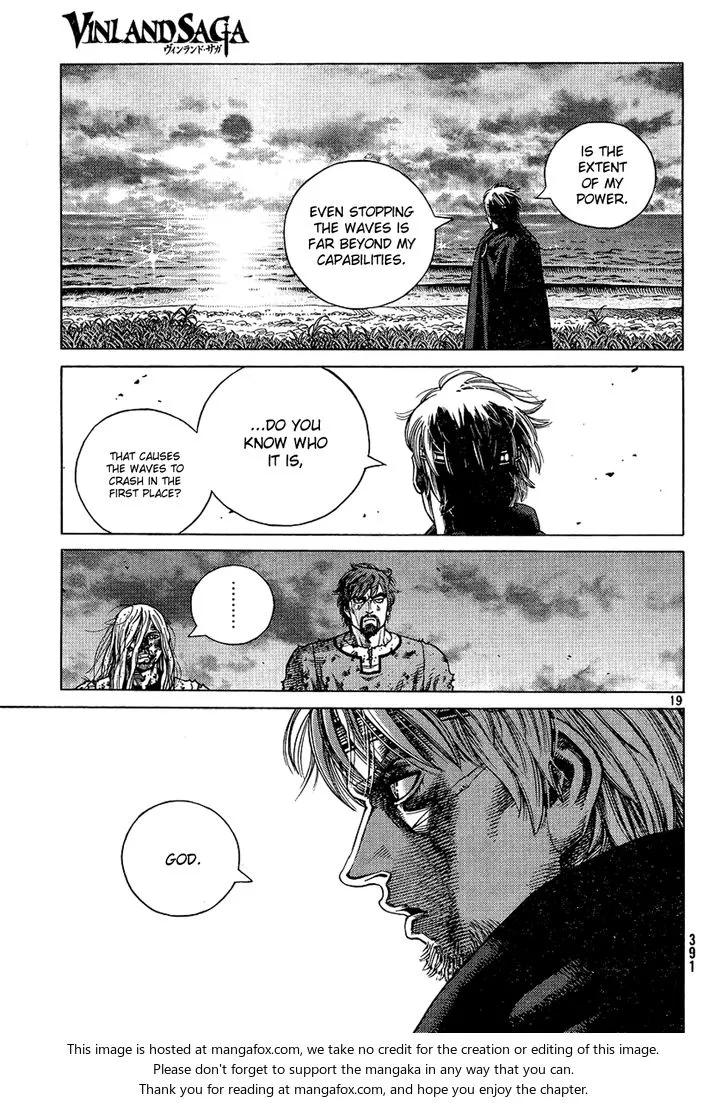 VINLAND SAGA
ヴィンランド・サガ
IS THE
EXTENT
OF MY
POWER.
EVEN STOPPING
THE WAVES IS
FAR BEYOND MY
CAPABILITIES.
...DO YOU
KNOW WHO
IT IS,
THAT CAUSES
THE WAVES TO
CRASH IN THE
FIRST PLACE?
.........
19
GOD.
391
This image is hosted at mangafox.com, we take no credit for the creation or editing of this image.
Please don't forget to support the mangaka in any way that you can.
Thank you for reading at mangafox.com, and hope you enjoy the chapter.